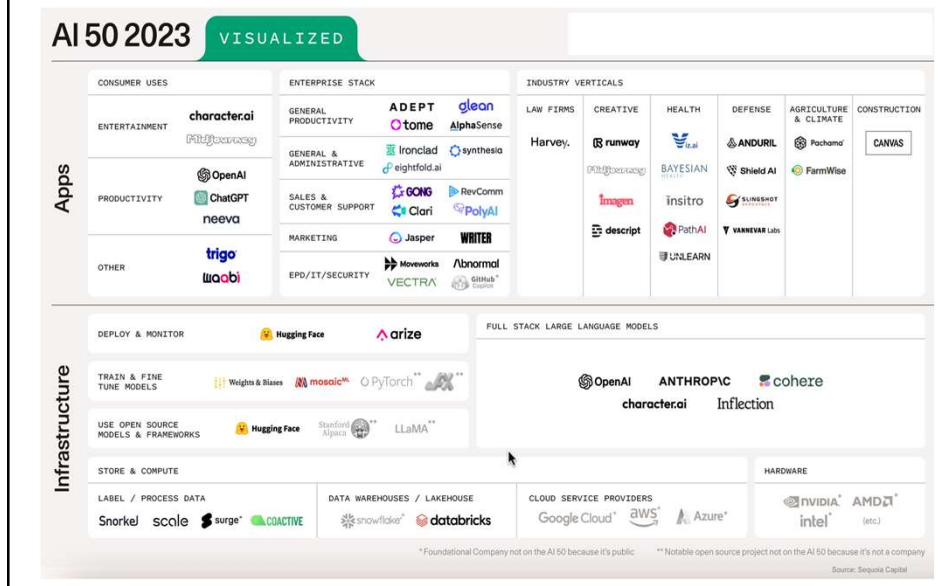 AI 50 2023 VISUALIZED
Apps
CONSUMER USES
ENTERTAINMENT
character.ai
Midjourney
PRODUCTIVITY
OpenAI
ChatGPT
neeva
OTHER
trigo
waabi
ENTERPRISE STACK
GENERAL
PRODUCTIVITY
ADEPT glean
tome AlphaSense
GENERAL &
ADMINISTRATIVE
Ironclad synthesia
eightfold.ai
SALES &
CUSTOMER SUPPORT
GONG RevComm
Clari PolyAI
MARKETING
Jasper WRITER
EPD/IT/SECURITY
Moveworks Abnormal
VECTRA GitHub*
Copilot
INDUSTRY VERTICALS
LAW FIRMS
Harvey.
CREATIVE
runway
Midjourney
Imagen
descript
HEALTH
Viz.ai
BAYESIAN
HEALTH
insitro
PathAI
UNLEARN
DEFENSE
ANDURIL
Shield AI
SLINGSHOT
AEROSPACE
VANNEVAR Labs
AGRICULTURE
& CLIMATE
Pachama
FarmWise
CONSTRUCTION
CANVAS
Infrastructure
DEPLOY & MONITOR
Hugging Face arize
TRAIN & FINE
TUNE MODELS
Weights & Biases mosaicML PyTorch** JAX**
USE OPEN SOURCE
MODELS & FRAMEWORKS
Hugging Face Stanford
Alpaca** LLaMA**
FULL STACK LARGE LANGUAGE MODELS
OpenAI ANTHROP\C cohere
character.ai Inflection
STORE & COMPUTE
LABEL / PROCESS DATA
Snorkel scale surge* COACTIVE
DATA WAREHOUSES / LAKEHOUSE
snowflake* databricks
CLOUD SERVICE PROVIDERS
Google Cloud* aws* Azure*
HARDWARE
NVIDIA* AMD*
intel* (etc.)
* Foundational Company not on the AI 50 because it's public ** Notable open source project not on the AI 50 because it's not a company
Source: Sequoia Capital